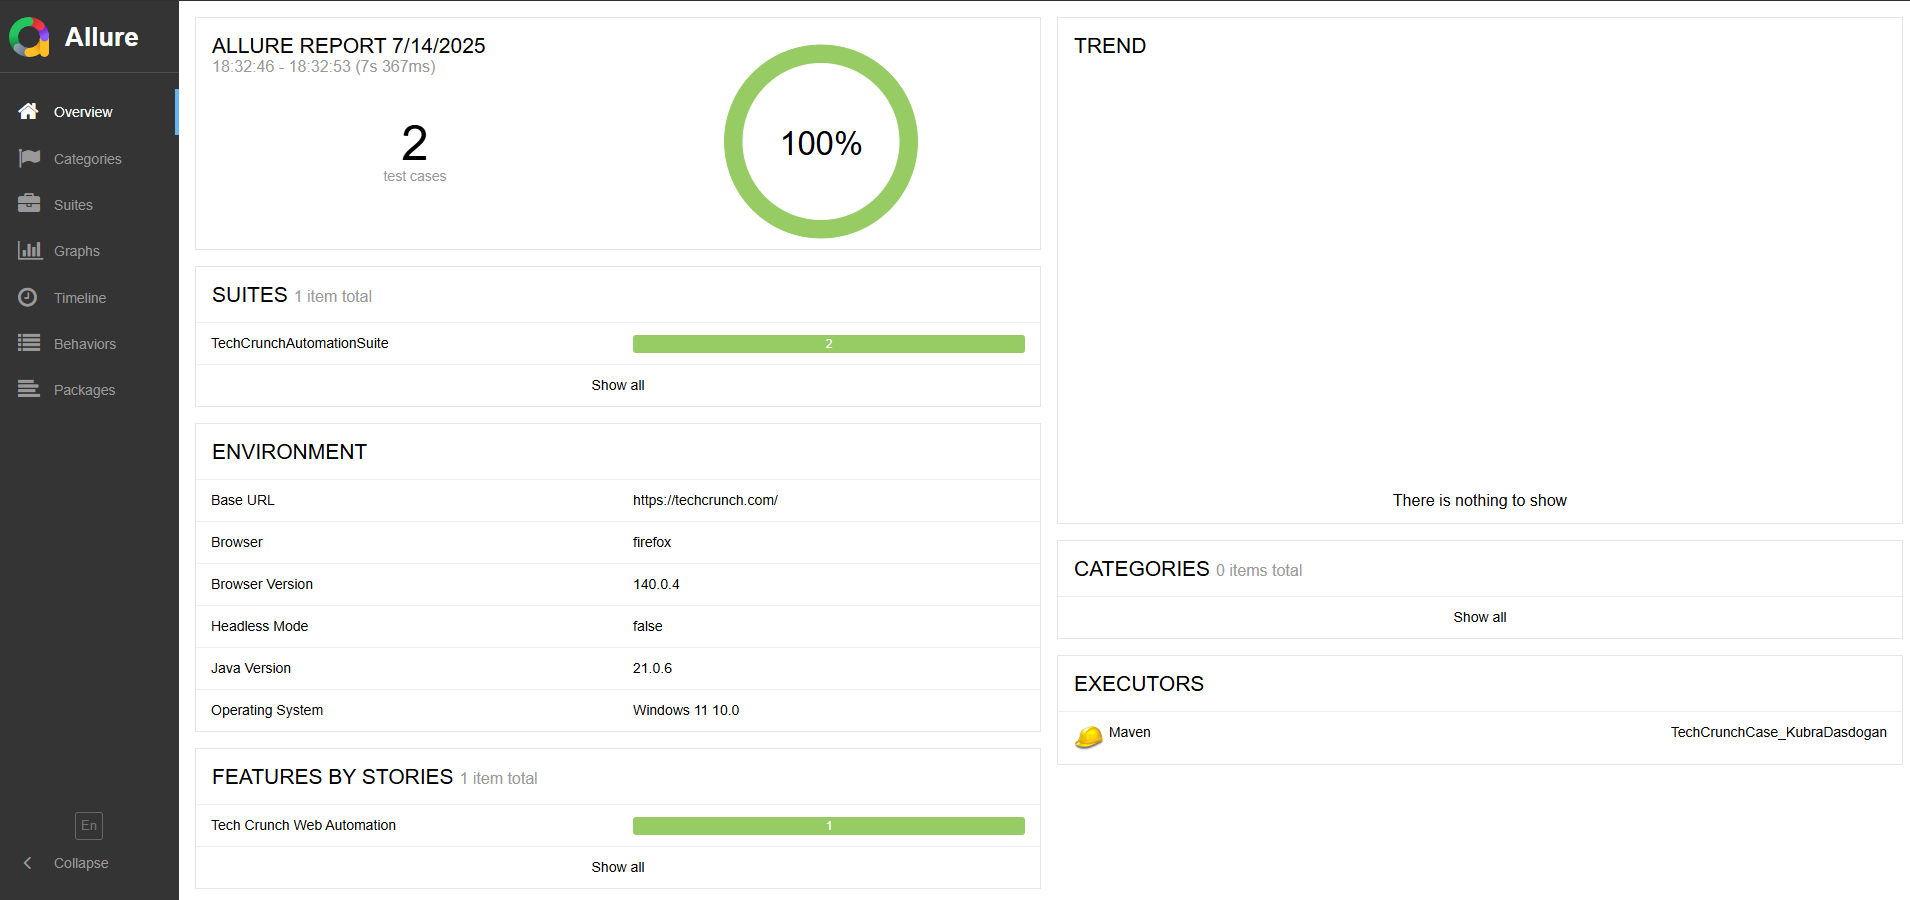 Allure
Overview
Categories
Suites
Graphs
Timeline
Behaviors
Packages
En
Collapse
ALLURE REPORT 7/14/2025
18:32:46 - 18:32:53 (7s 367ms)
2
test cases
100%
SUITES 1 item total
TechCrunchAutomationSuite 2
Show all
ENVIRONMENT
Base URL https://techcrunch.com/
Browser firefox
Browser Version 140.0.4
Headless Mode false
Java Version 21.0.6
Operating System Windows 11 10.0
FEATURES BY STORIES 1 item total
Tech Crunch Web Automation 1
Show all
TREND
There is nothing to show
CATEGORIES 0 items total
Show all
EXECUTORS
Maven TechCrunchCase_KubraDasdogan